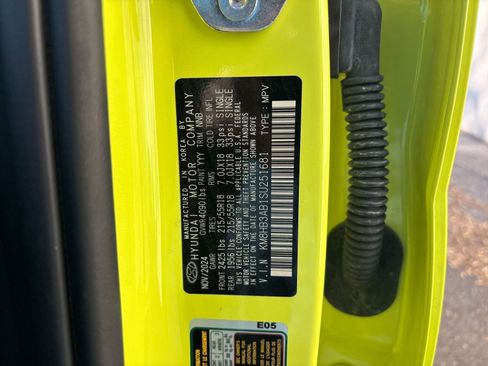 MANUFACTURED IN KOREA BY
HYUNDAI MOTOR COMPANY
NOV/2024 GVWR 4090 lbs PAINT YYY TRIM NNB
GAWR TIRES RIMS COLD TIRE INFL.
FRONT 2425 lbs 215/55R18 7.0JX18 33psi SINGLE
REAR 1956 lbs 215/55R18 7.0JX18 33psi SINGLE
THIS VEHICLE CONFORMS TO ALL APPLICABLE U.S.A. FEDERAL
MOTOR VEHICLE SAFETY, BUMPER, AND THEFT PREVENTION
STANDARDS IN EFFECT ON THE DATE OF MANUFACTURE SHOWN ABOVE
V.I.N : KM8HB3AB1SU251681 TYPE : MPV
E05